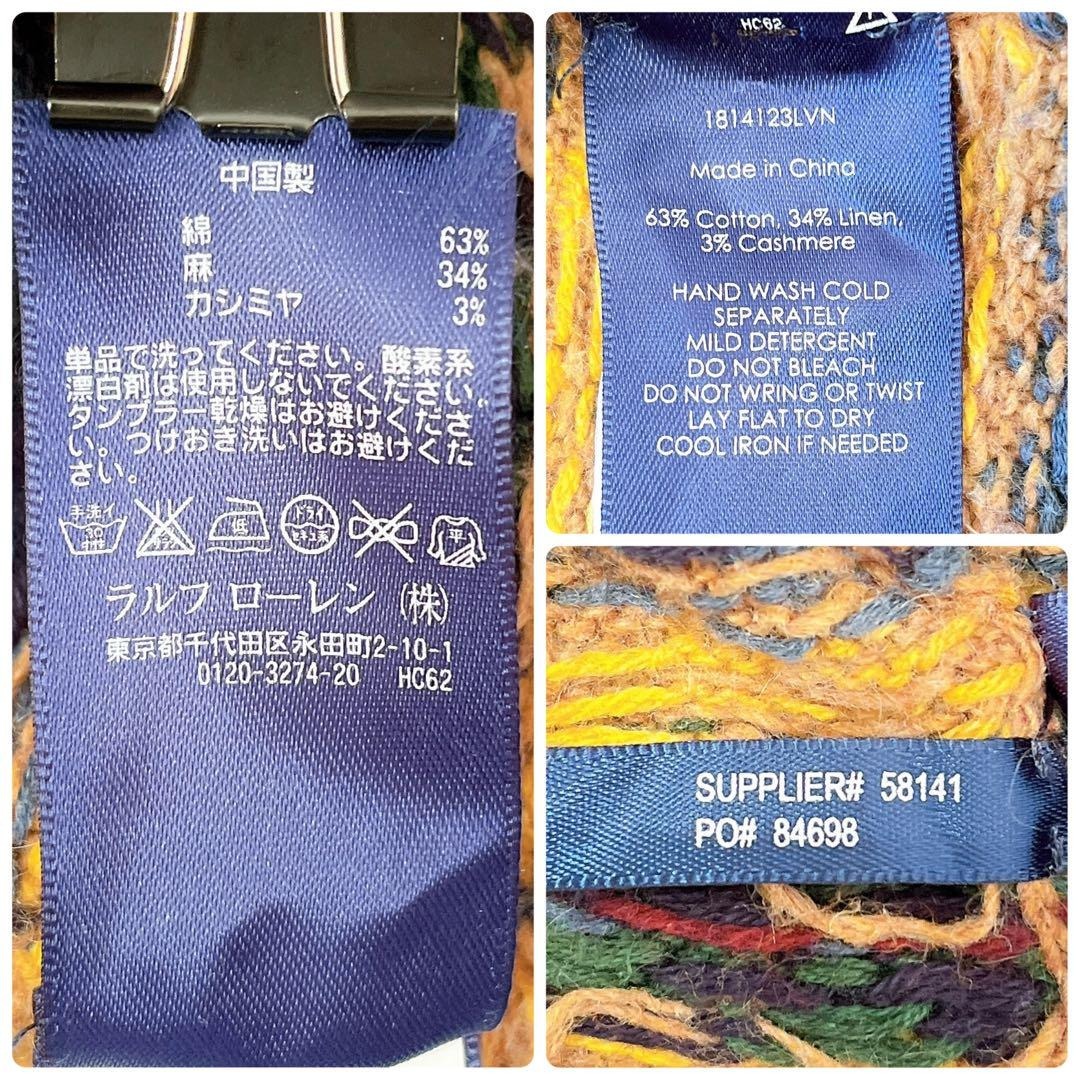 中国製
綿 63%
麻 34%
カシミヤ 3%
単品で洗ってください。酸素系
漂白剤は使用しないでください。
タンブラー乾燥はお避けくださ
い。つけおき洗いはお避けくだ
さい。
手洗イ 30 低 ドライ セキユ系 平
ラルフ ローレン (株)
東京都千代田区永田町2-10-1
0120-3274-20 HC62
HC62
1814123LVN
Made in China
63% Cotton, 34% Linen,
3% Cashmere
HAND WASH COLD
SEPARATELY
MILD DETERGENT
DO NOT BLEACH
DO NOT WRING OR TWIST
LAY FLAT TO DRY
COOL IRON IF NEEDED
SUPPLIER# 58141
PO# 84698